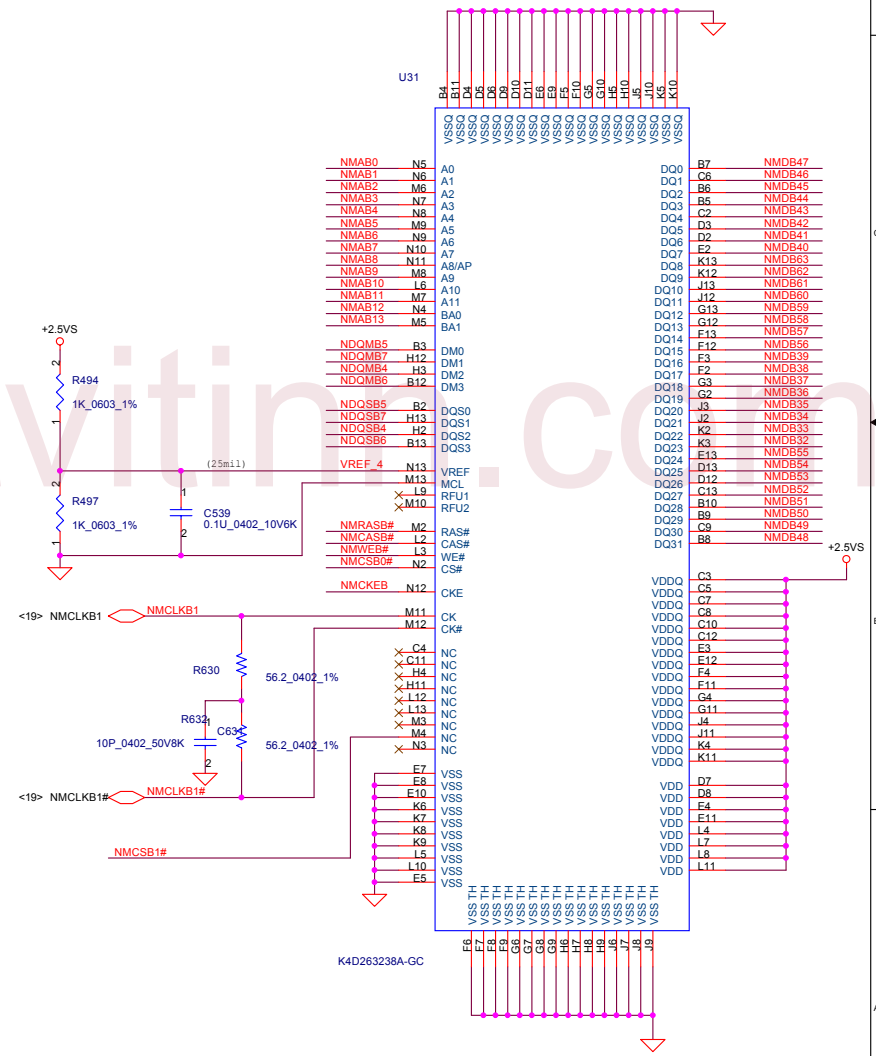 U31
B4 B11 D4 D5 D6 D9 D10 D11 E6 E9 F5 F10 G5 G10 H5 H10 J5 J10 K5 K10
VSSQ VSSQ VSSQ VSSQ VSSQ VSSQ VSSQ VSSQ VSSQ VSSQ VSSQ VSSQ VSSQ VSSQ VSSQ VSSQ VSSQ VSSQ VSSQ VSSQ
NMAB0 N5 A0 DQ0 B7 NMDB47
NMAB1 N6 A1 DQ1 C6 NMDB46
NMAB2 M6 A2 DQ2 B6 NMDB45
NMAB3 N7 A3 DQ3 B5 NMDB44
NMAB4 N8 A4 DQ4 C2 NMDB43
NMAB5 M9 A5 DQ5 D3 NMDB42
NMAB6 N9 A6 DQ6 D2 NMDB41
NMAB7 N10 A7 DQ7 E2 NMDB40
NMAB8 N11 A8/AP DQ8 K13 NMDB63
NMAB9 M8 A9 DQ9 K12 NMDB62
NMAB10 L6 A10 DQ10 J13 NMDB61
NMAB11 M7 A11 DQ11 J12 NMDB60
NMAB12 N4 BA0 DQ12 G13 NMDB59
NMAB13 M5 BA1 DQ13 G12 NMDB58
DQ14 F13 NMDB57
NDQMB5 B3 DM0 DQ15 F12 NMDB56
NDQMB7 H12 DM1 DQ16 F3 NMDB39
NDQMB4 H3 DM2 DQ17 F2 NMDB38
NDQMB6 B12 DM3 DQ18 G3 NMDB37
DQ19 G2 NMDB36
NDQSB5 B2 DQS0 DQ20 J3 NMDB35
NDQSB7 H13 DQS1 DQ21 J2 NMDB34
NDQSB4 H2 DQS2 DQ22 K2 NMDB33
NDQSB6 B13 DQS3 DQ23 K3 NMDB32
DQ24 E13 NMDB55
(25mil) VREF_4 N13 VREF DQ25 D13 NMDB54
M13 MCL DQ26 D12 NMDB53
L9 RFU1 DQ27 C13 NMDB52
M10 RFU2 DQ28 B10 NMDB51
DQ29 B9 NMDB50
NMRASB# M2 RAS# DQ30 C9 NMDB49
NMCASB# L2 CAS# DQ31 B8 NMDB48
NMWEB# L3 WE#
NMCSB0# N2 CS#
NMCKEB N12 CKE
+2.5VS
2
R494
1K_0603_1%
1
2
R497
1K_0603_1%
1
1
C539
0.1U_0402_10V6K
2
+2.5VS
VDDQ C3
VDDQ C5
VDDQ C7
VDDQ C8
VDDQ C10
VDDQ C12
VDDQ E3
VDDQ E12
VDDQ F4
VDDQ F11
VDDQ G4
VDDQ G11
VDDQ J4
VDDQ J11
VDDQ K4
VDDQ K11
VDD D7
VDD D8
VDD E4
VDD E11
VDD L4
VDD L7
VDD L8
VDD L11
<19> NMCLKB1 NMCLKB1 M11 CK
M12 CK#
C4 NC
C11 NC
H4 NC
H11 NC
L12 NC
L13 NC
M3 NC
M4 NC
N3 NC
R630
56.2_0402_1%
R632
1
C631
10P_0402_50V8K
56.2_0402_1%
2
<19> NMCLKB1# NMCLKB1#
NMCSB1#
E7 VSS
E8 VSS
E10 VSS
K6 VSS
K7 VSS
K8 VSS
K9 VSS
L5 VSS
L10 VSS
E5 VSS
VSS TH VSS TH VSS TH VSS TH VSS TH VSS TH VSS TH VSS TH VSS TH VSS TH VSS TH VSS TH VSS TH VSS TH VSS TH VSS TH
F6 F7 F8 F9 G6 G7 G8 G9 H6 H7 H8 H9 J6 J7 J8 J9
K4D263238A-GC
vitinn.com